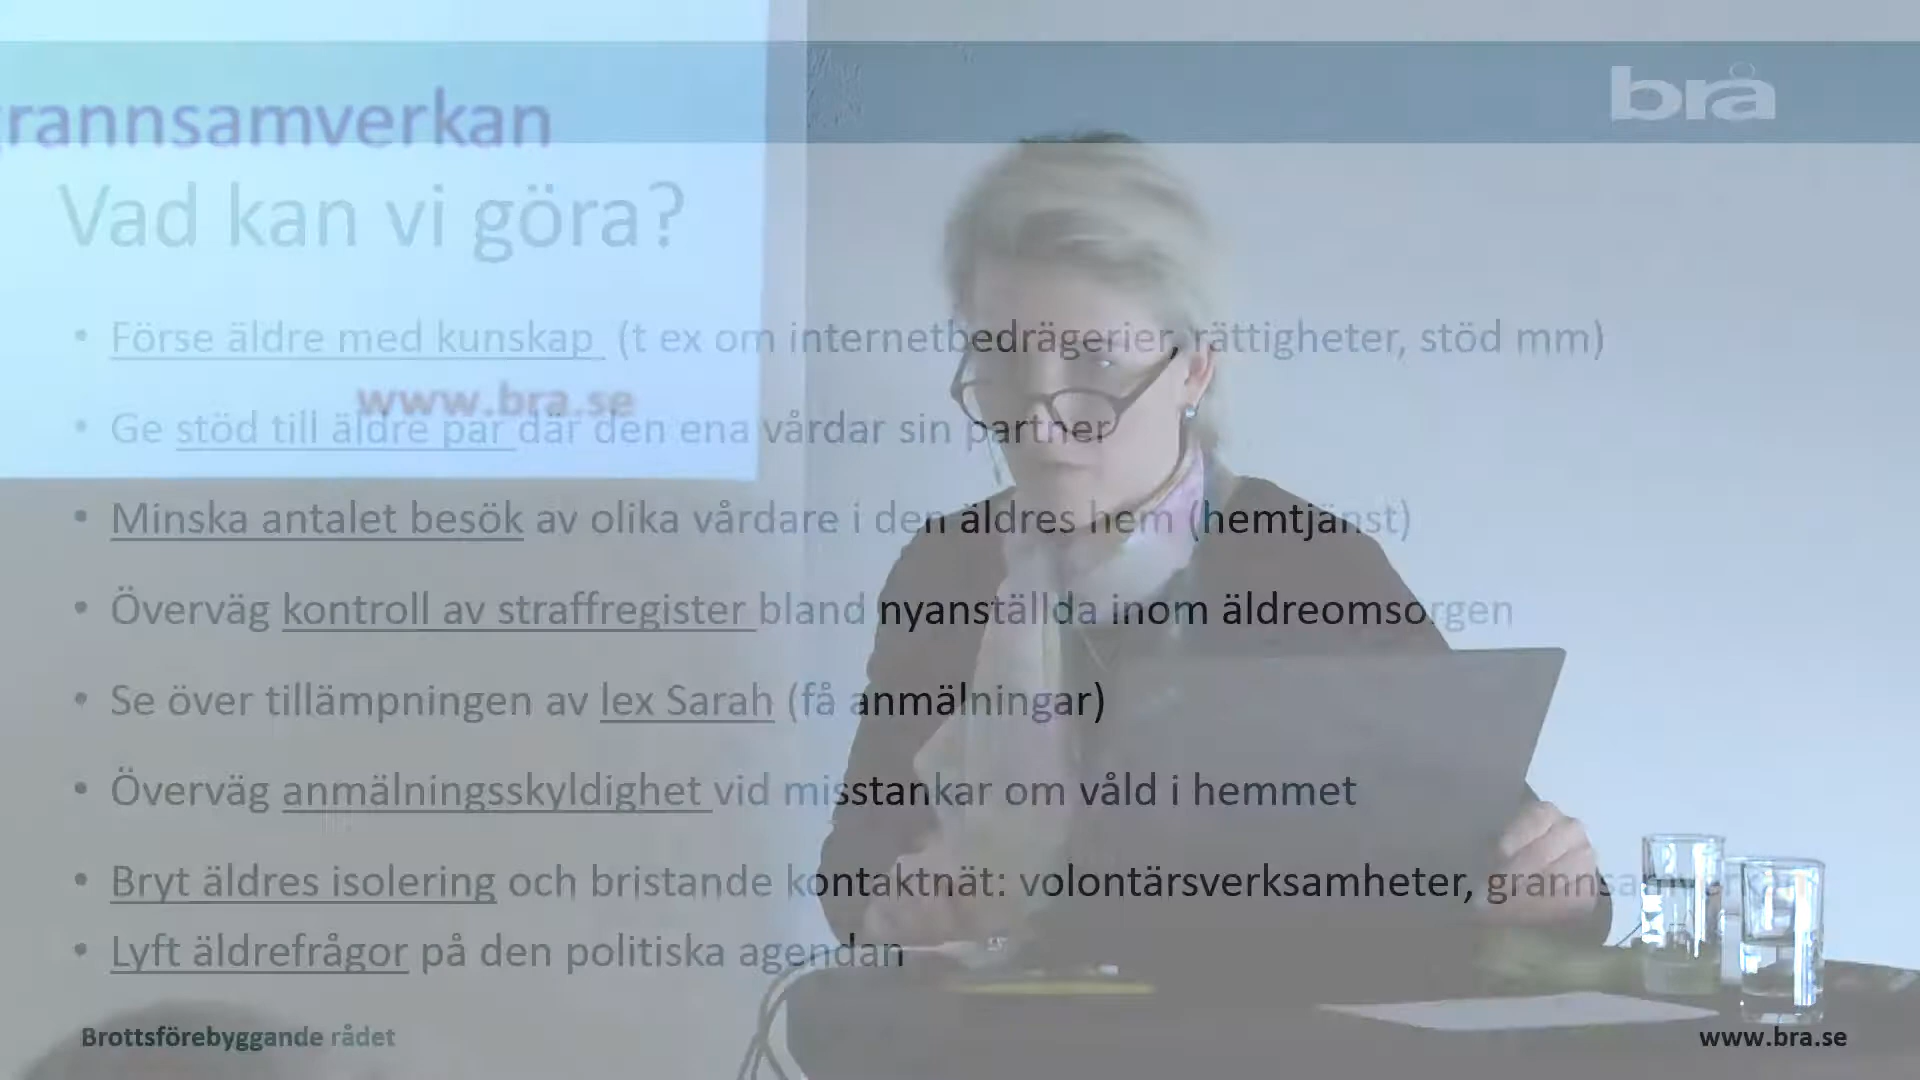 brå
grannsamverkan
Vad kan vi göra?
• Förse äldre med kunskap (t ex om internetbedrägerier, rättigheter, stöd mm)
www.bra.se
• Ge stöd till äldre par där den ena vårdar sin partner
• Minska antalet besök av olika vårdare i den äldres hem (hemtjänst)
• Överväg kontroll av straffregister bland nyanställda inom äldreomsorgen
• Se över tillämpningen av lex Sarah (få anmälningar)
• Överväg anmälningsskyldighet vid misstankar om våld i hemmet
• Bryt äldres isolering och bristande kontaktnät: volontärsverksamheter, grannsamverkan
• Lyft äldrefrågor på den politiska agendan
Brottsförebyggande rådet
www.bra.se